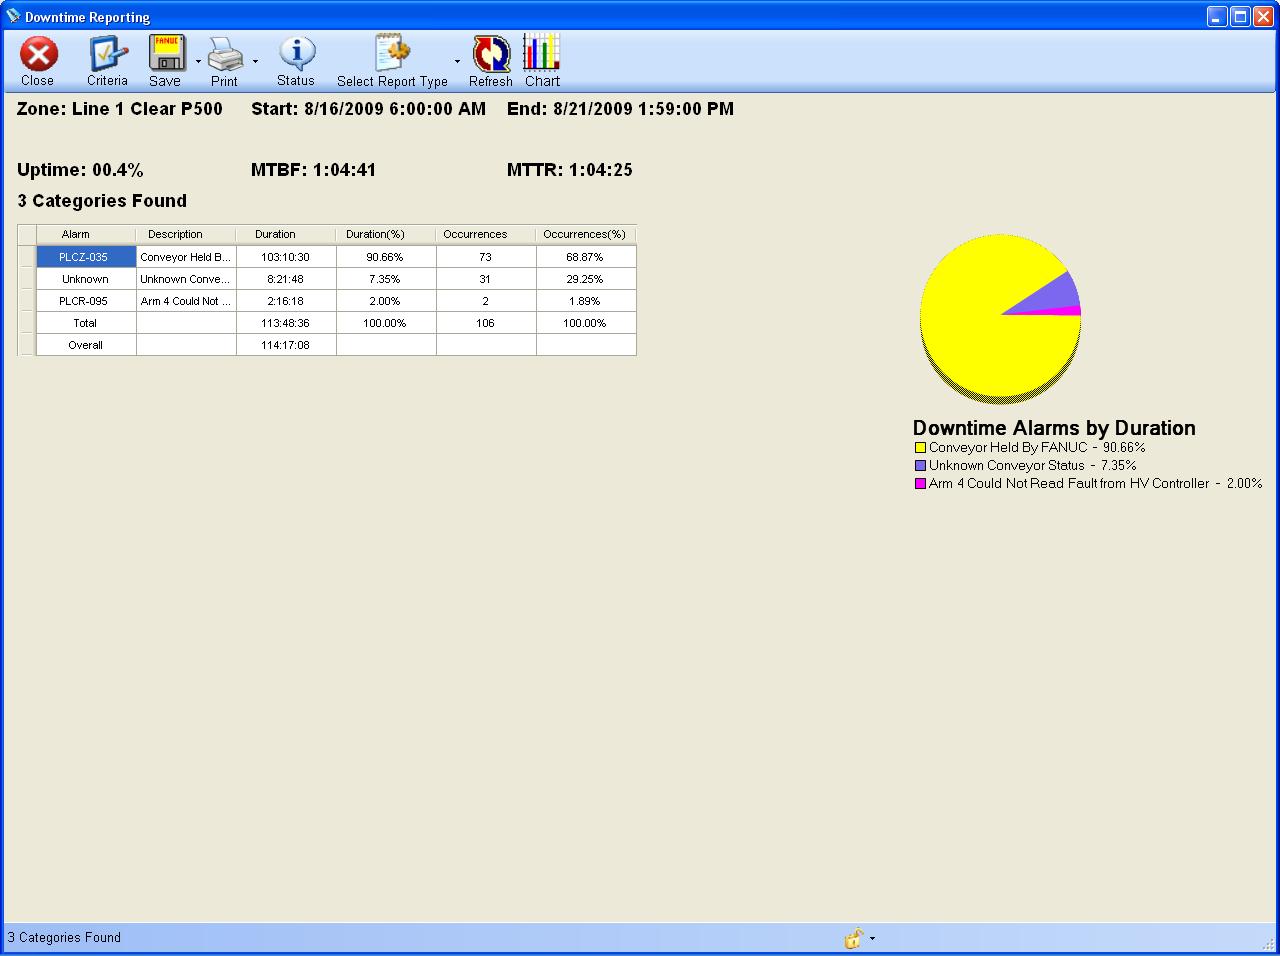 Downtime Reporting
FANUC
Close Criteria Save Print Status Select Report Type Refresh Chart
Zone: Line 1 Clear P500 Start: 8/16/2009 6:00:00 AM End: 8/21/2009 1:59:00 PM
Uptime: 00.4% MTBF: 1:04:41 MTTR: 1:04:25
3 Categories Found
Alarm Description Duration Duration(%) Occurrences Occurrences(%)
PLCZ-035 Conveyor Held B... 103:10:30 90.66% 73 68.87%
Unknown Unknown Conve... 8:21:48 7.35% 31 29.25%
PLCR-095 Arm 4 Could Not ... 2:16:18 2.00% 2 1.89%
Total 113:48:36 100.00% 106 100.00%
Overall 114:17:08
Downtime Alarms by Duration
Conveyor Held By FANUC - 90.66%
Unknown Conveyor Status - 7.35%
Arm 4 Could Not Read Fault from HV Controller - 2.00%
3 Categories Found